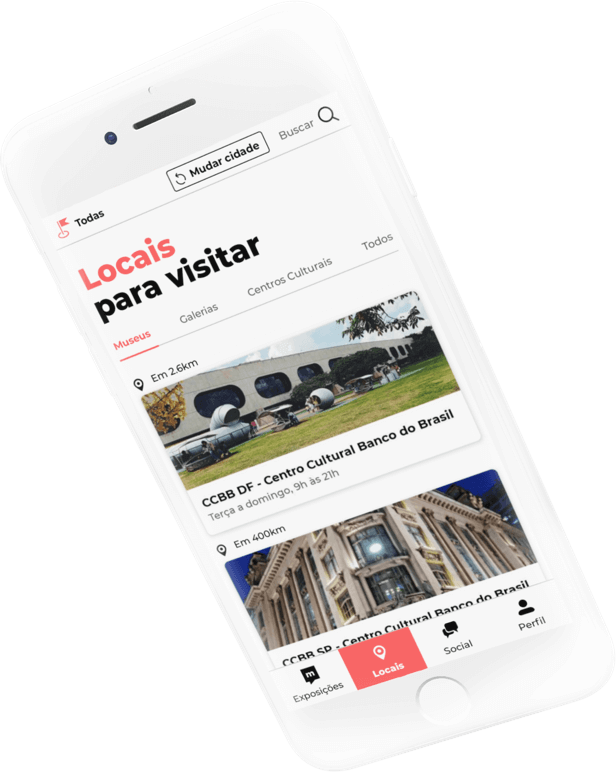 Todas
Mudar cidade
Buscar
Locais
para visitar
Museus
Galerias
Centros Culturais
Todos
Em 2.6km
CCBB DF - Centro Cultural Banco do Brasil
Terça a domingo, 9h às 21h
Em 400km
CCBB SP - Centro Cultural Banco do Brasil
m
Exposições
Locais
Social
Perfil